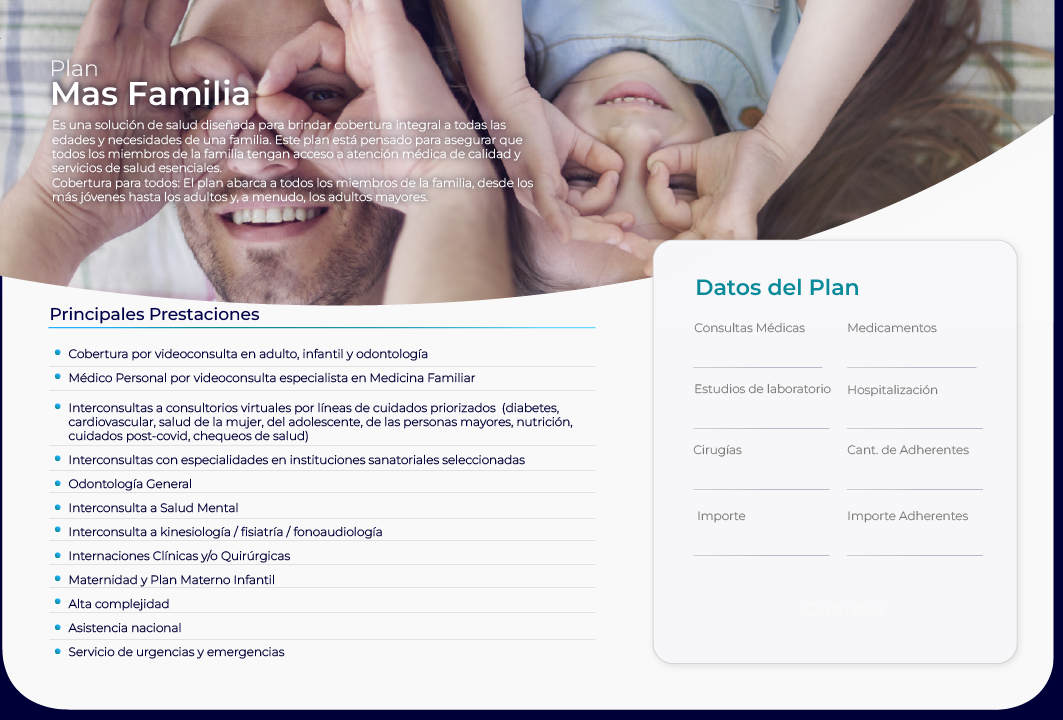 Plan
Mas Familia
Es una solución de salud diseñada para brindar cobertura integral a todas las
edades y necesidades de una familia. Este plan está pensado para asegurar que
todos los miembros de la familia tengan acceso a atención médica de calidad y
servicios de salud esenciales.
Cobertura para todos: El plan abarca a todos los miembros de la familia, desde los
más jóvenes hasta los adultos y, a menudo, los adultos mayores.
Principales Prestaciones
Cobertura por videoconsulta en adulto, infantil y odontología
Médico Personal por videoconsulta especialista en Medicina Familiar
Interconsultas a consultorios virtuales por líneas de cuidados priorizados (diabetes,
cardiovascular, salud de la mujer, del adolescente, de las personas mayores, nutrición,
cuidados post-covid, chequeos de salud)
Interconsultas con especialidades en instituciones sanatoriales seleccionadas
Odontología General
Interconsulta a Salud Mental
Interconsulta a kinesiología / fisiatría / fonoaudiología
Internaciones Clínicas y/o Quirúrgicas
Maternidad y Plan Materno Infantil
Alta complejidad
Asistencia nacional
Servicio de urgencias y emergencias
Datos del Plan
Consultas Médicas Medicamentos
Estudios de laboratorio Hospitalización
Cirugías Cant. de Adherentes
Importe Importe Adherentes